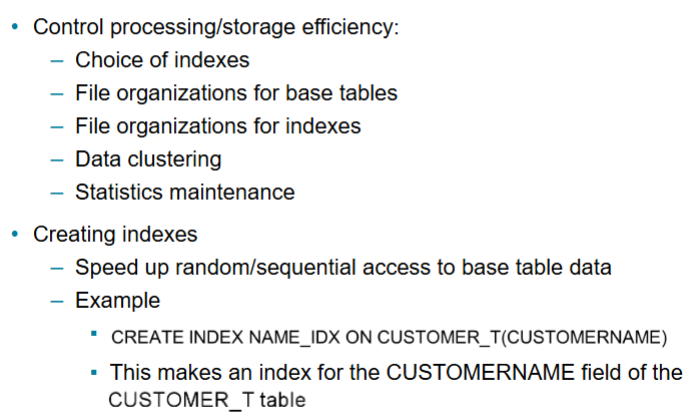 • Control processing/storage efficiency:
– Choice of indexes
– File organizations for base tables
– File organizations for indexes
– Data clustering
– Statistics maintenance
• Creating indexes
– Speed up random/sequential access to base table data
– Example
▪ CREATE INDEX NAME_IDX ON CUSTOMER_T(CUSTOMERNAME)
▪ This makes an index for the CUSTOMERNAME field of the
CUSTOMER_T table